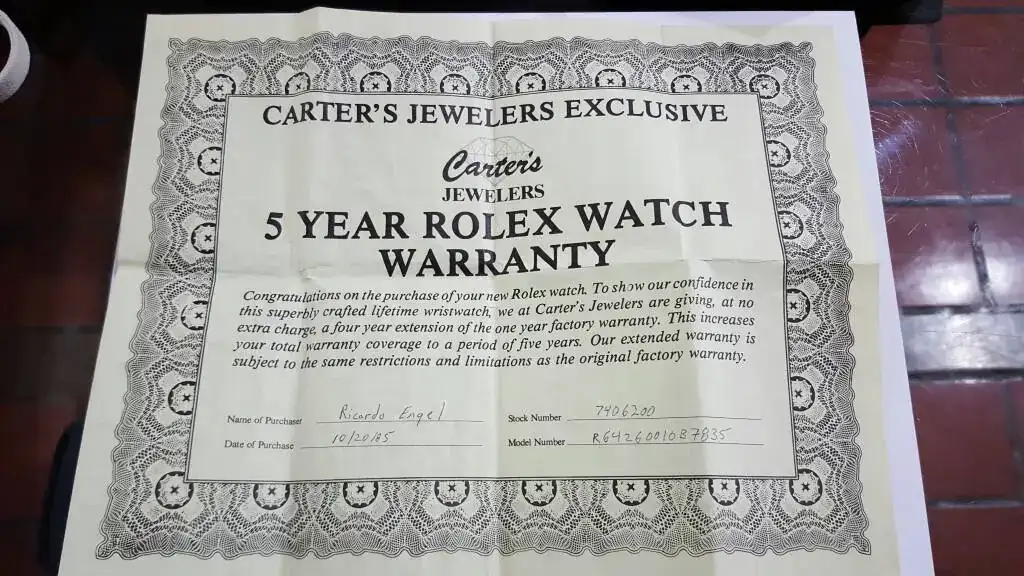 CARTER'S JEWELERS EXCLUSIVE
Carter's
JEWELERS
5 YEAR ROLEX WATCH
WARRANTY
Congratulations on the purchase of your new Rolex watch. To show our confidence in
this superbly crafted lifetime wristwatch, we at Carter's Jewelers are giving, at no
extra charge, a four year extension of the one year factory warranty. This increases
your total warranty coverage to a period of five years. Our extended warranty is
subject to the same restrictions and limitations as the original factory warranty.
Name of Purchaser Ricardo Engel Stock Number 7406200
Date of Purchase 10/20/85 Model Number R64260010B7835